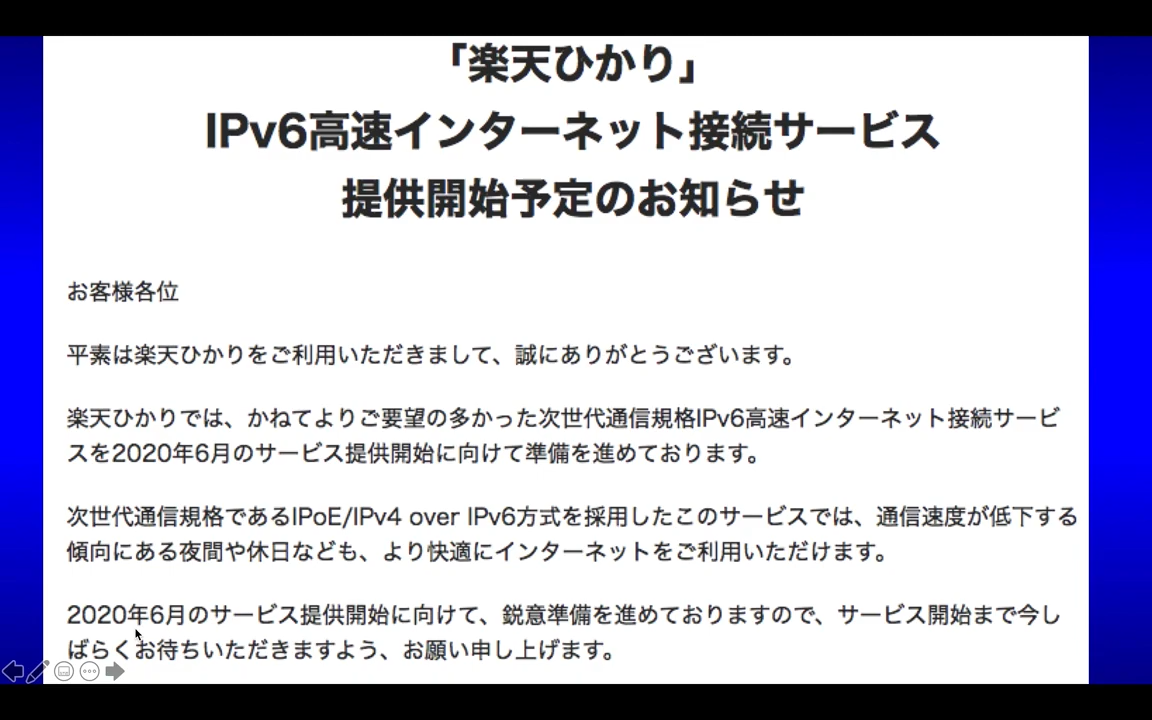 「楽天ひかり」
IPv6高速インターネット接続サービス
提供開始予定のお知らせ
お客様各位
平素は楽天ひかりをご利用いただきまして、誠にありがとうございます。
楽天ひかりでは、かねてよりご要望の多かった次世代通信規格IPv6高速インターネット接続サービ
スを2020年6月のサービス提供開始に向けて準備を進めております。
次世代通信規格であるIPoE/IPv4 over IPv6方式を採用したこのサービスでは、通信速度が低下する
傾向にある夜間や休日なども、より快適にインターネットをご利用いただけます。
2020年6月のサービス提供開始に向けて、鋭意準備を進めておりますので、サービス開始まで今し
ばらくお待ちいただきますよう、お願い申し上げます。